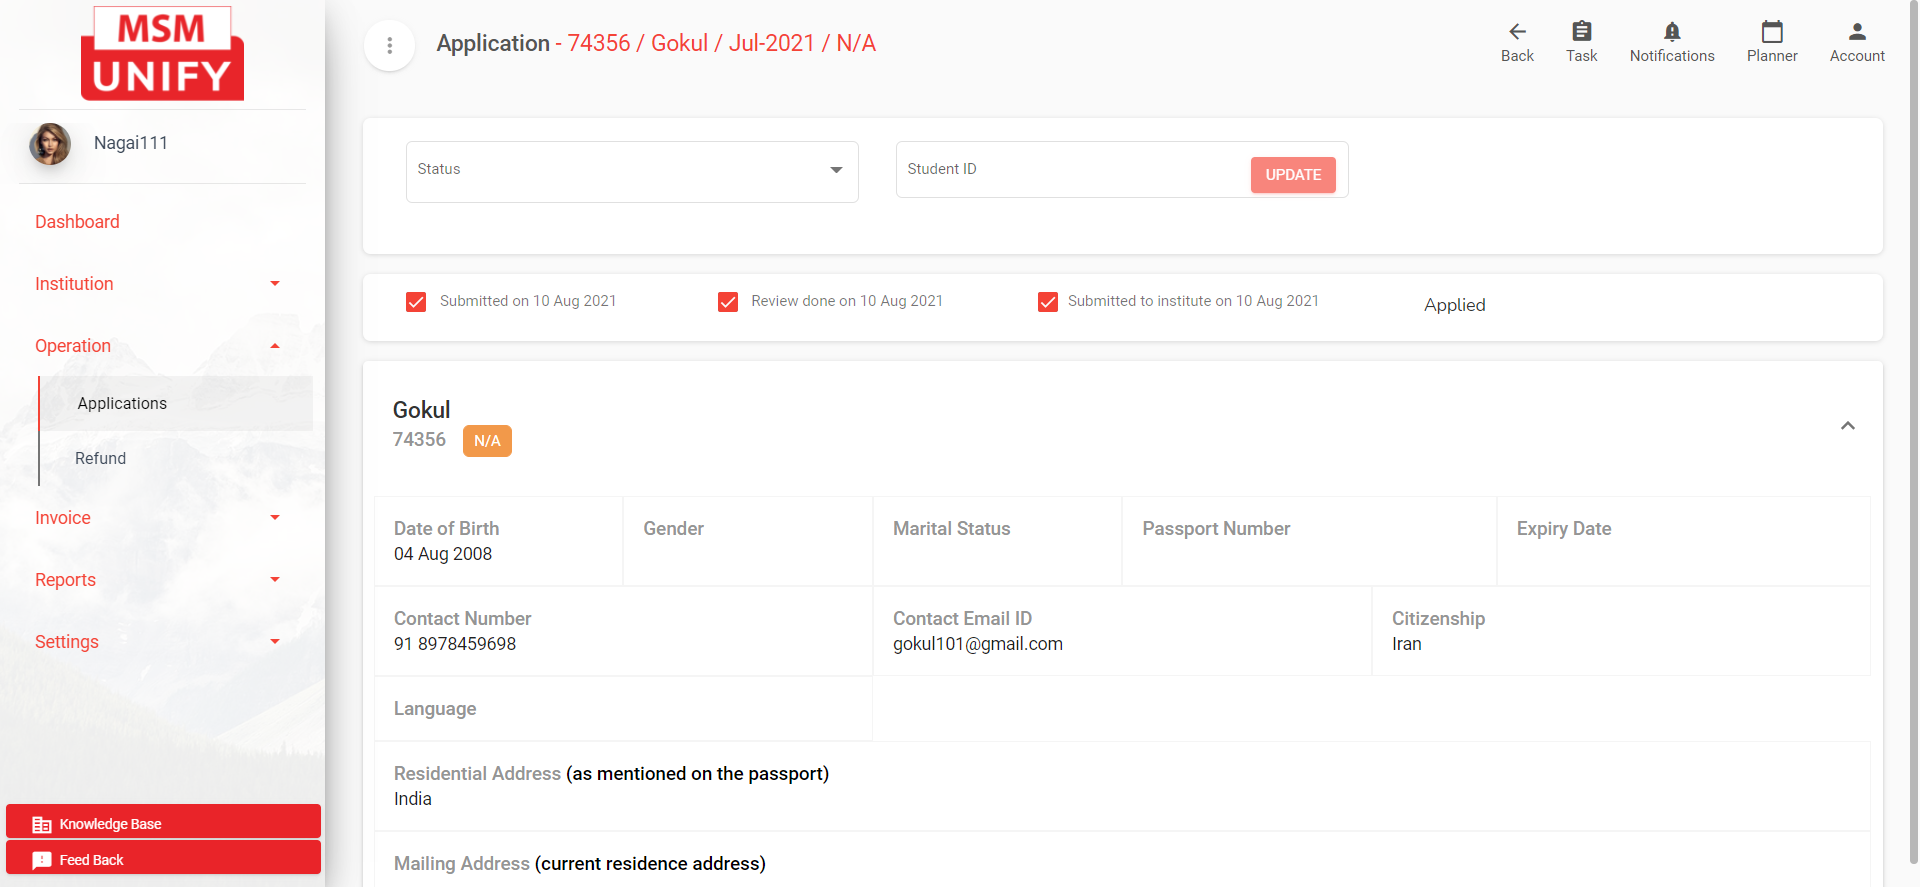 MSM
UNIFY
Nagai111
Dashboard
Institution
Operation
Applications
Refund
Invoice
Reports
Settings
Knowledge Base
Feed Back
Application - 74356 / Gokul / Jul-2021 / N/A
Back
Task
Notifications
Planner
Account
Status
Student ID
UPDATE
Submitted on 10 Aug 2021
Review done on 10 Aug 2021
Submitted to institute on 10 Aug 2021
Applied
Gokul
74356
N/A
Date of Birth
04 Aug 2008
Gender
Marital Status
Passport Number
Expiry Date
Contact Number
91 8978459698
Contact Email ID
gokul101@gmail.com
Citizenship
Iran
Language
Residential Address (as mentioned on the passport)
India
Mailing Address (current residence address)